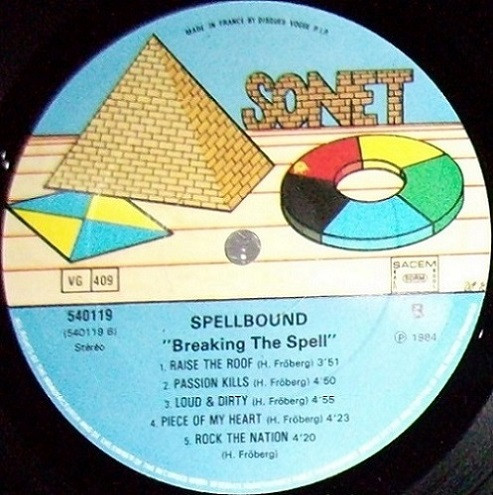 MADE IN FRANCE BY DISQUES VOGUE P.I.P.
SONET
VG 409
SACEM
540119
(540119 B)
Stéréo
SPELLBOUND
"Breaking The Spell"
℗ 1984
1. RAISE THE ROOF (H. Fröberg) 3'51
2. PASSION KILLS (H. Fröberg) 4'50
3. LOUD & DIRTY (H. Fröberg) 4'55
4. PIECE OF MY HEART (H. Fröberg) 4'23
5. ROCK THE NATION 4'20
(H. Fröberg)